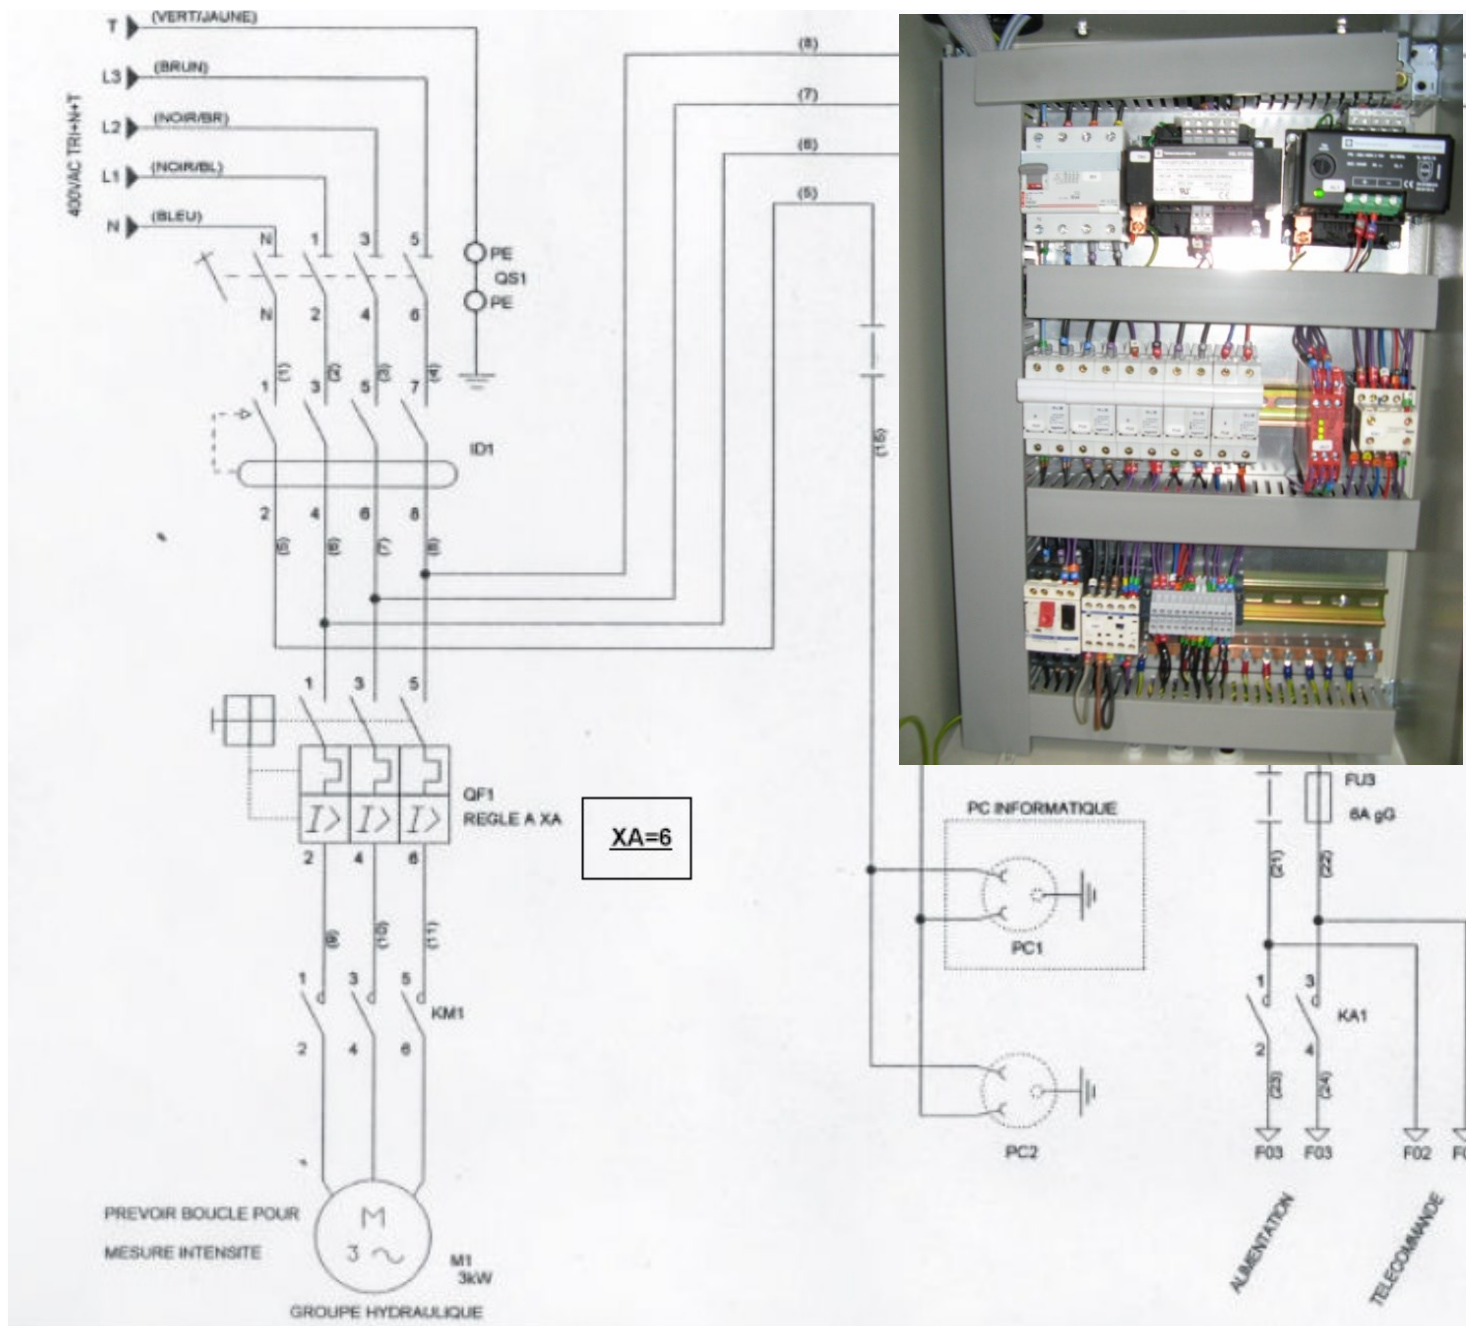 T (VERT/JAUNE)
L3 (BRUN)
L2 (NOIR/BR)
L1 (NOIR/BL)
N (BLEU)
400VAC TRI+N+T
(8)
(7)
(6)
(5)
N 1 3 5
PE
QS1
PE
N 2 4 6
(1) (2) (3) (4)
1 3 5 7
ID1
2 4 6 8
(5) (6) (7) (8)
(15)
1 3 5
QF1
REGLE A XA
XA=6
I> I> I>
2 4 6
(9) (10) (11)
1 3 5
KM1
2 4 6
PREVOIR BOUCLE POUR
MESURE INTENSITE
M
3
M1
3kW
GROUPE HYDRAULIQUE
PC INFORMATIQUE
PC1
PC2
FU3
6A gG
(21) (22)
1 3
KA1
2 4
(23) (24)
F03 F03 F02
ALIMENTATION
TELECOMMANDE